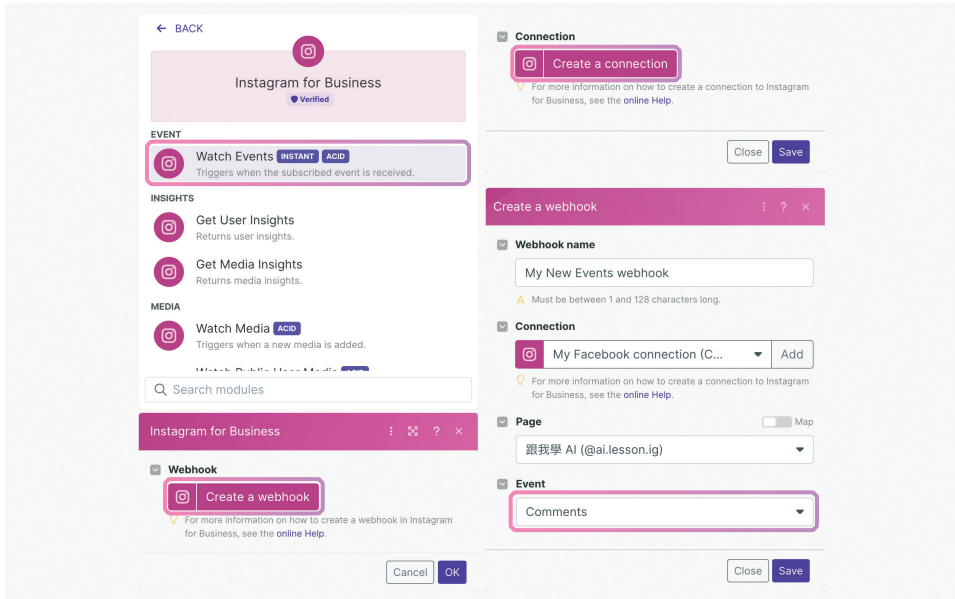 ← BACK
Instagram for Business
Verified
EVENT
Watch Events INSTANT ACID
Triggers when the subscribed event is received.
INSIGHTS
Get User Insights
Returns user insights.
Get Media Insights
Returns media insights.
MEDIA
Watch Media ACID
Triggers when a new media is added.
Watch Public User Media ACID
Search modules
Instagram for Business
Webhook
Create a webhook
For more information on how to create a webhook in Instagram
for Business, see the online Help.
Cancel
OK
Connection
Create a connection
For more information on how to create a connection to Instagram
for Business, see the online Help.
Close
Save
Create a webhook
Webhook name
My New Events webhook
Must be between 1 and 128 characters long.
Connection
My Facebook connection (C...
Add
For more information on how to create a connection to Instagram
for Business, see the online Help.
Page
Map
跟我學 AI (@ai.lesson.ig)
Event
Comments
Close
Save